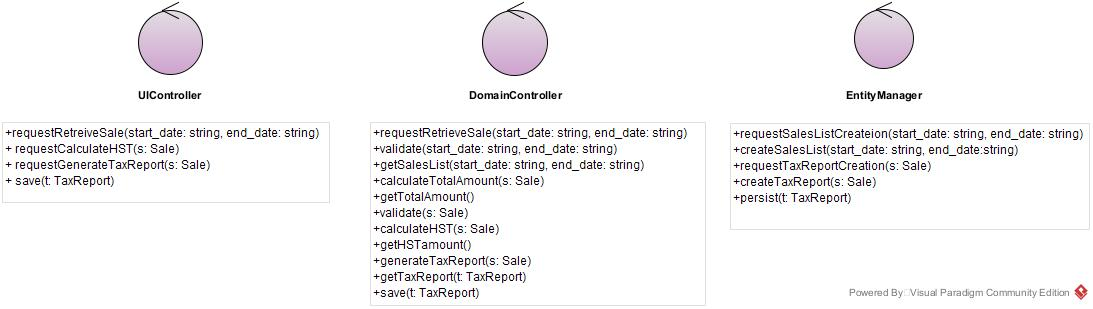 UIController
+requestRetreiveSale(start_date: string, end_date: string)
+ requestCalculateHST(s: Sale)
+ requestGenerateTaxReport(s: Sale)
+ save(t: TaxReport)
DomainController
+requestRetrieveSale(start_date: string, end_date: string)
+validate(start_date: string, end_date: string)
+getSalesList(start_date: string, end_date: string)
+calculateTotalAmount(s: Sale)
+getTotalAmount()
+validate(s: Sale)
+calculateHST(s: Sale)
+getHSTamount()
+generateTaxReport(s: Sale)
+getTaxReport(t: TaxReport)
+save(t: TaxReport)
EntityManager
+requestSalesListCreateion(start_date: string, end_date: string)
+createSalesList(start_date: string, end_date:string)
+requestTaxReportCreation(s: Sale)
+createTaxReport(s: Sale)
+persist(t: TaxReport)
Powered By Visual Paradigm Community Edition